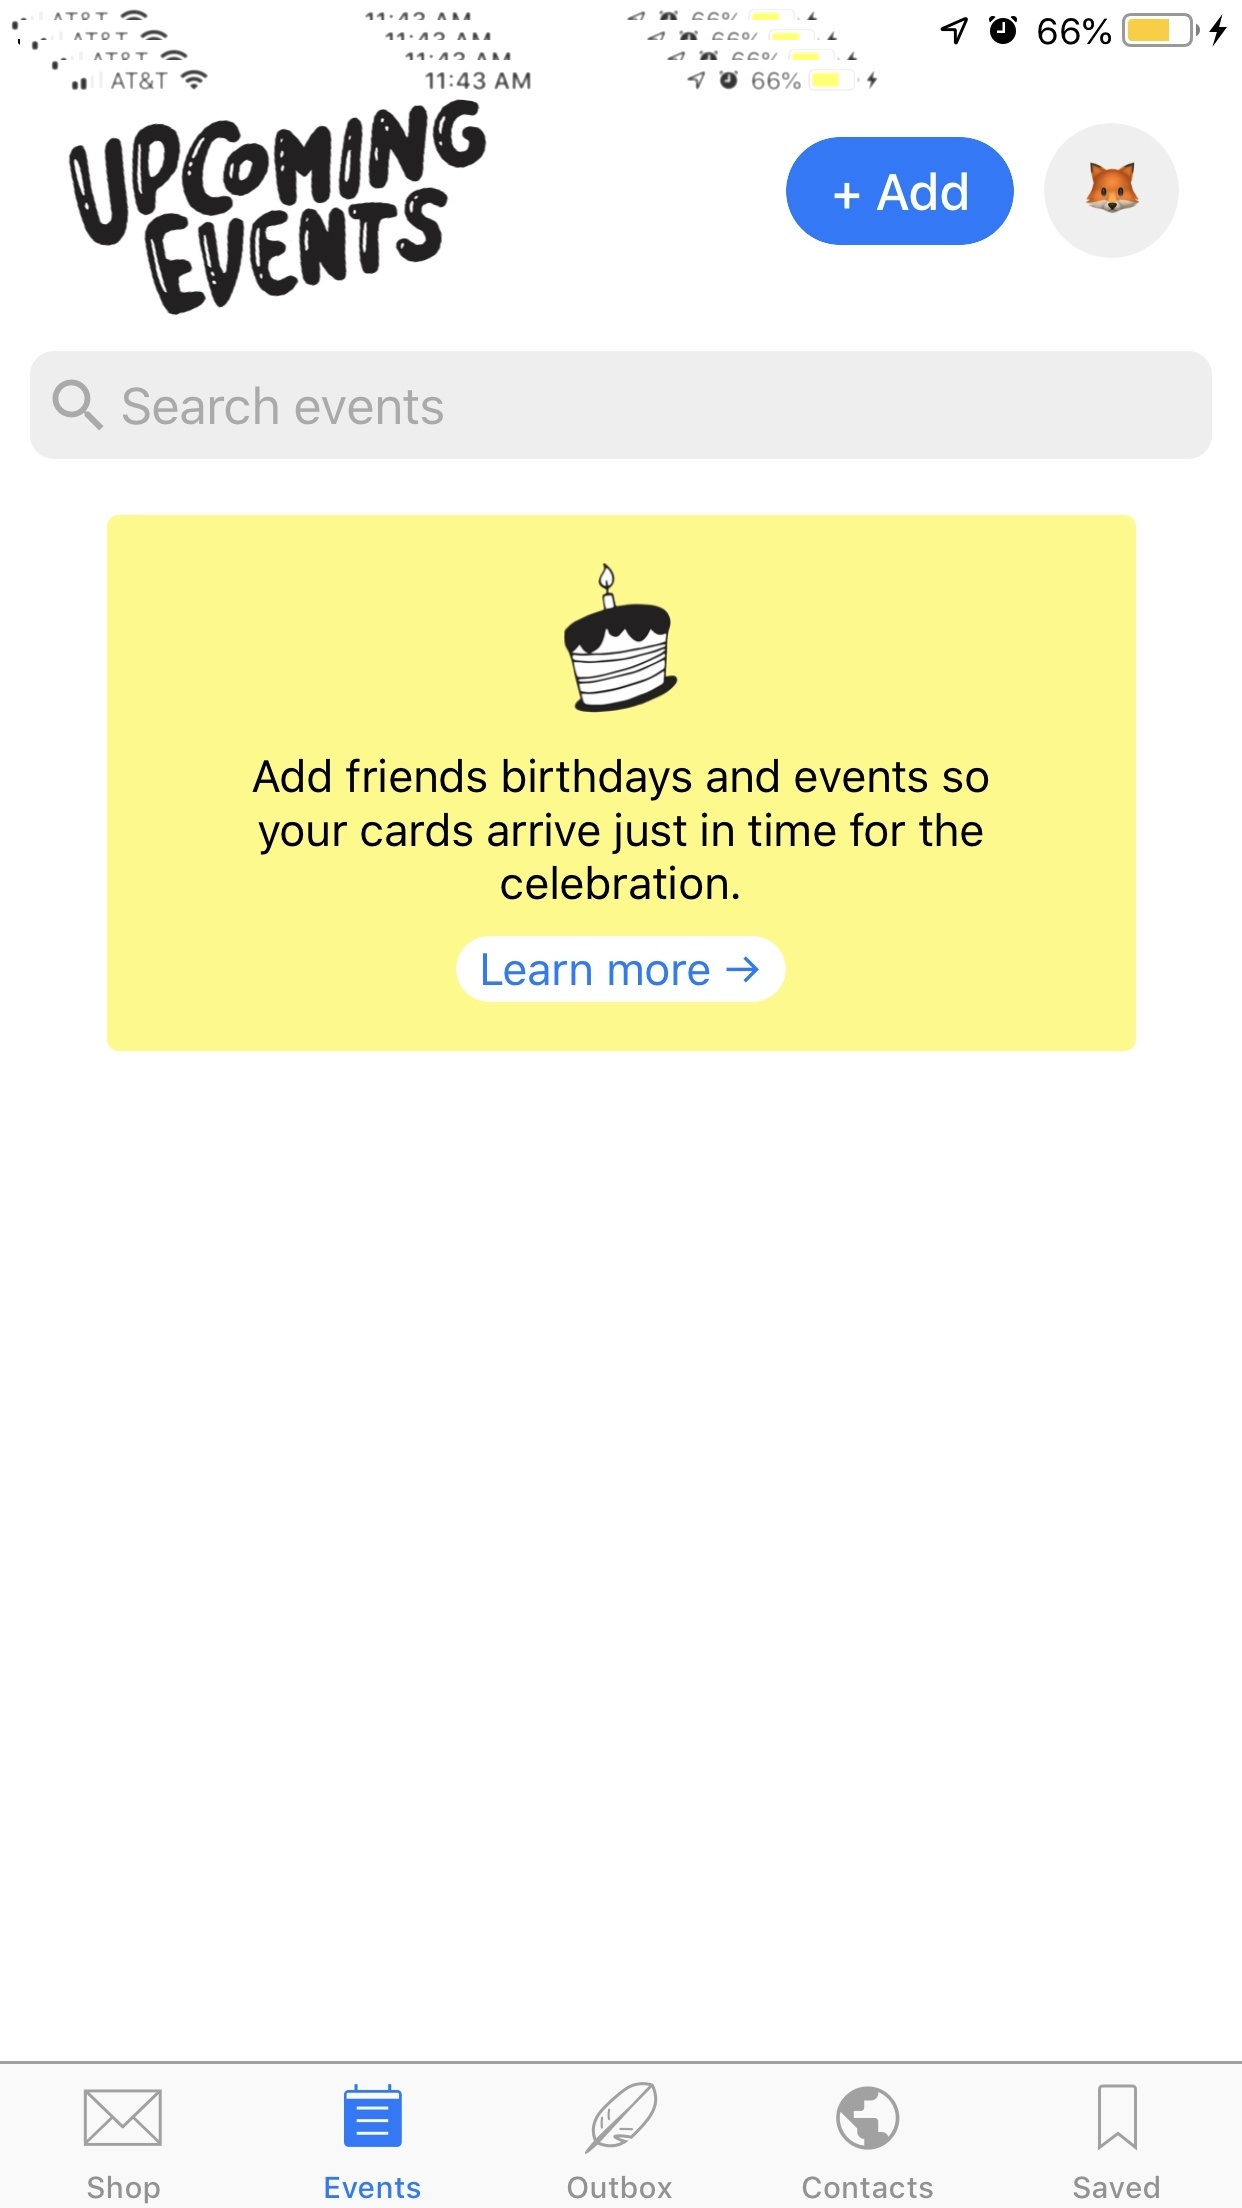 AT&T 11:43 AM 66%
66%
UPCOMING
EVENTS
+ Add
Search events
Add friends birthdays and events so
your cards arrive just in time for the
celebration.
Learn more →
Shop Events Outbox Contacts Saved